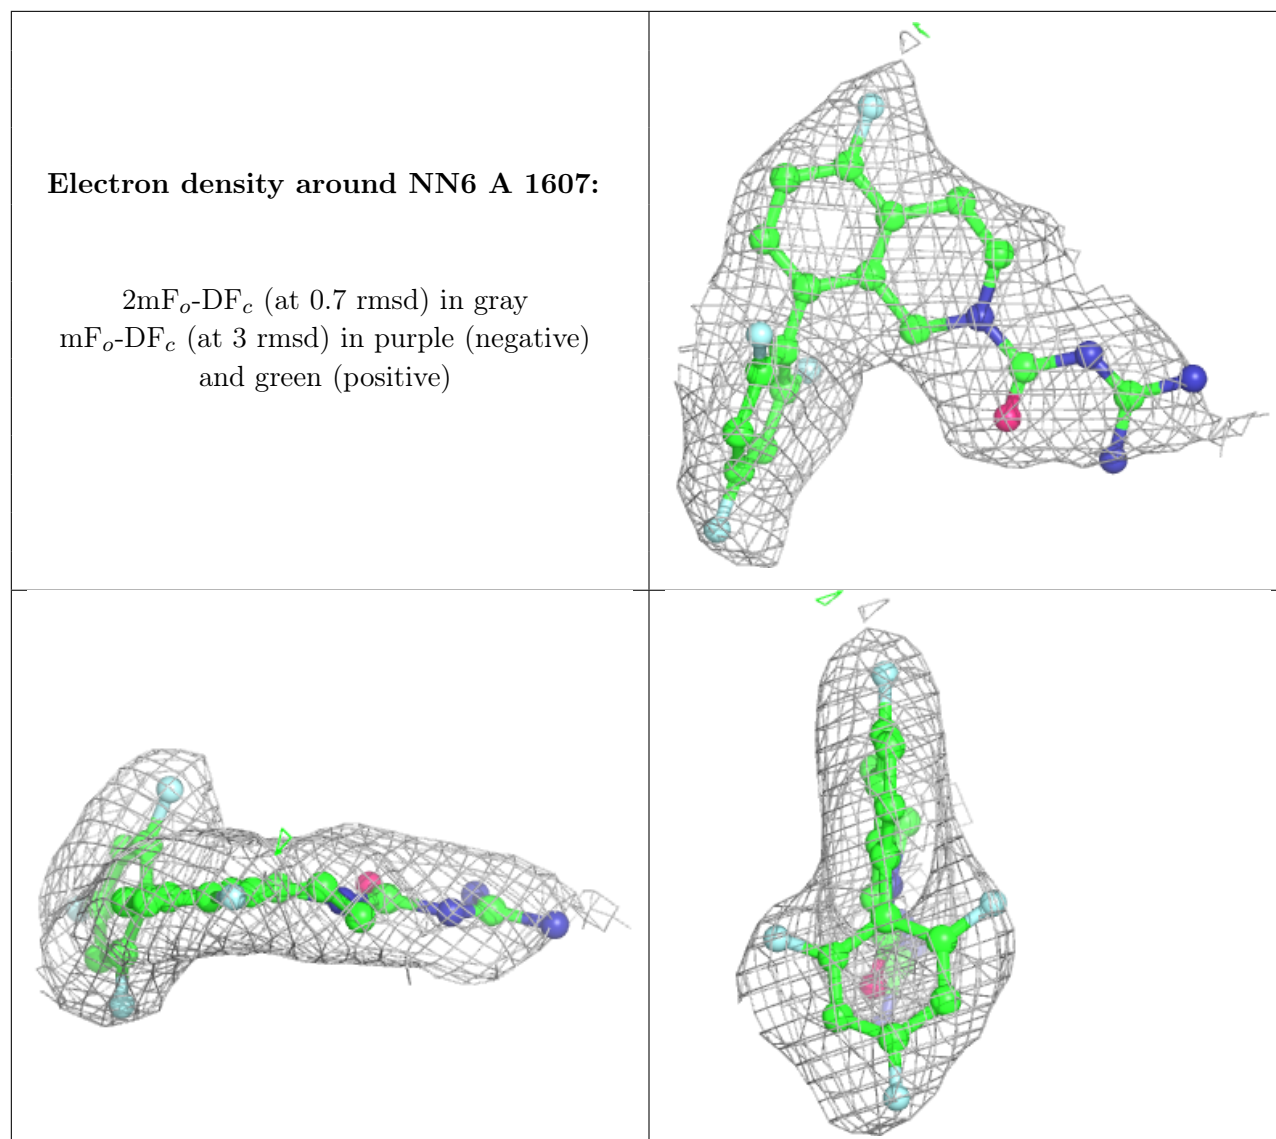 Electron density around NN6 A 1607:
2mFo-DFc (at 0.7 rmsd) in gray
mFo-DFc (at 3 rmsd) in purple (negative)
and green (positive)